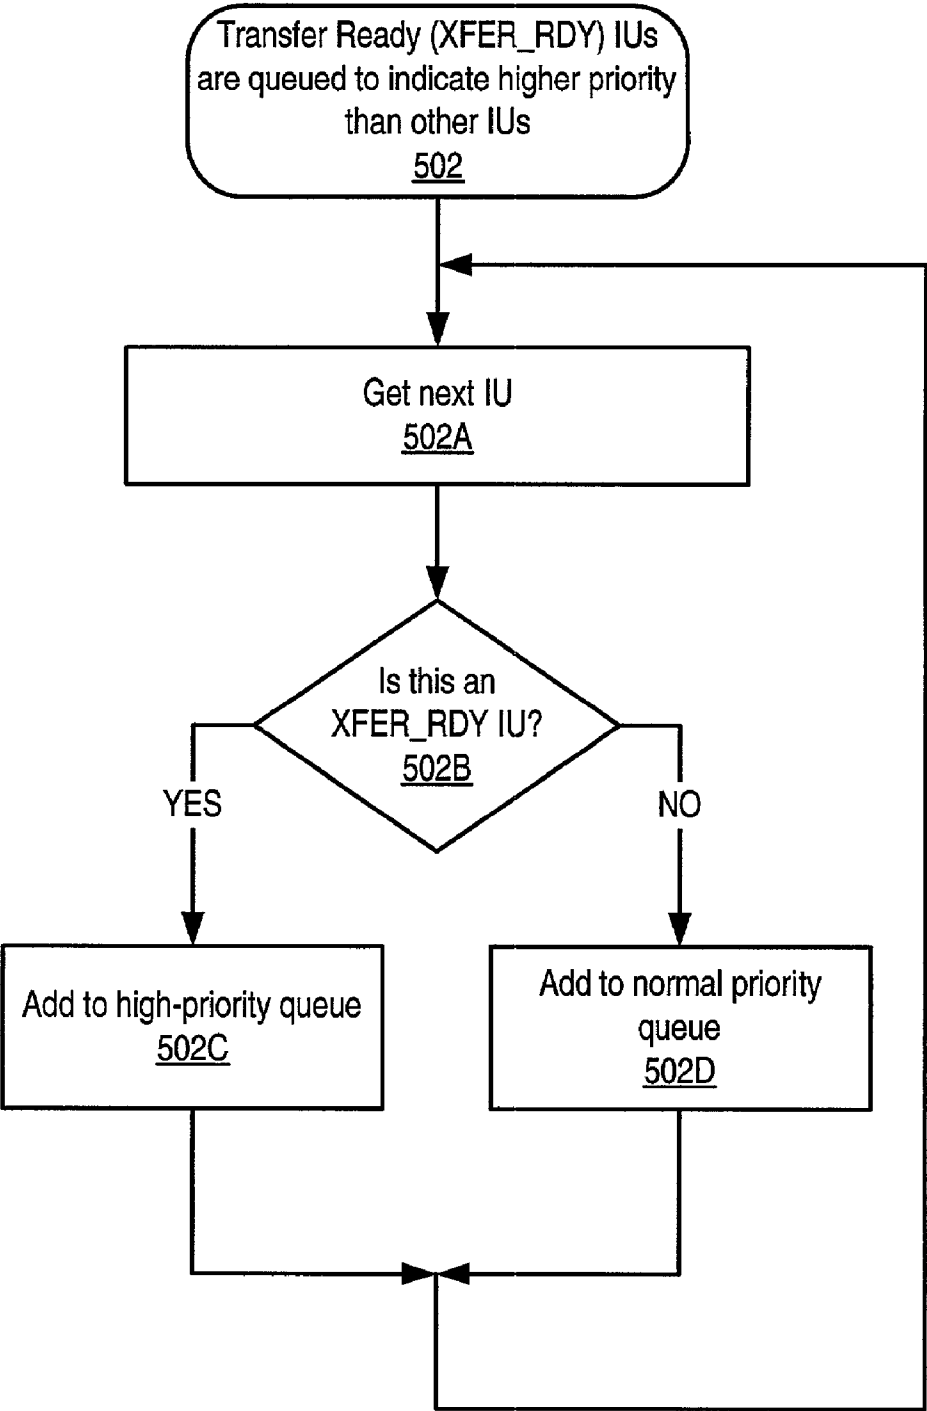 Transfer Ready (XFER_RDY) IUs
are queued to indicate higher priority
than other IUs
502
Get next IU
502A
Is this an
XFER_RDY IU?
502B
YES
NO
Add to high-priority queue
502C
Add to normal priority
queue
502D